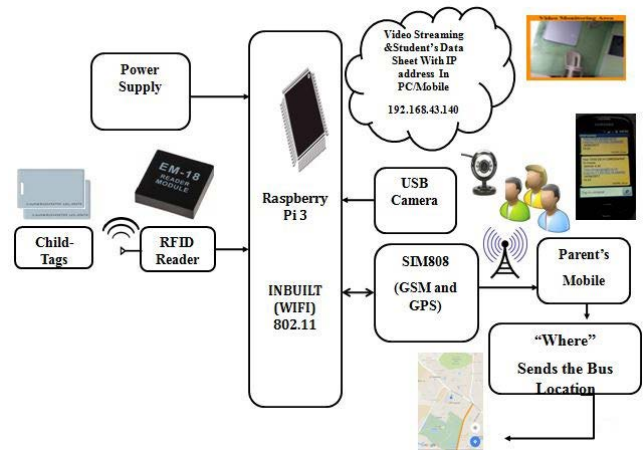 Video Monitoring Area
Video Streaming
&Student's Data
Sheet With IP
address In
PC/Mobile
192.168.43.140
Power
Supply
EM-18
READER
MODULE
Raspberry
Pi 3
USB
Camera
Child-
Tags
RFID
Reader
INBUILT
(WIFI)
802.11
SIM808
(GSM and
GPS)
Parent's
Mobile
“Where”
Sends the Bus
Location